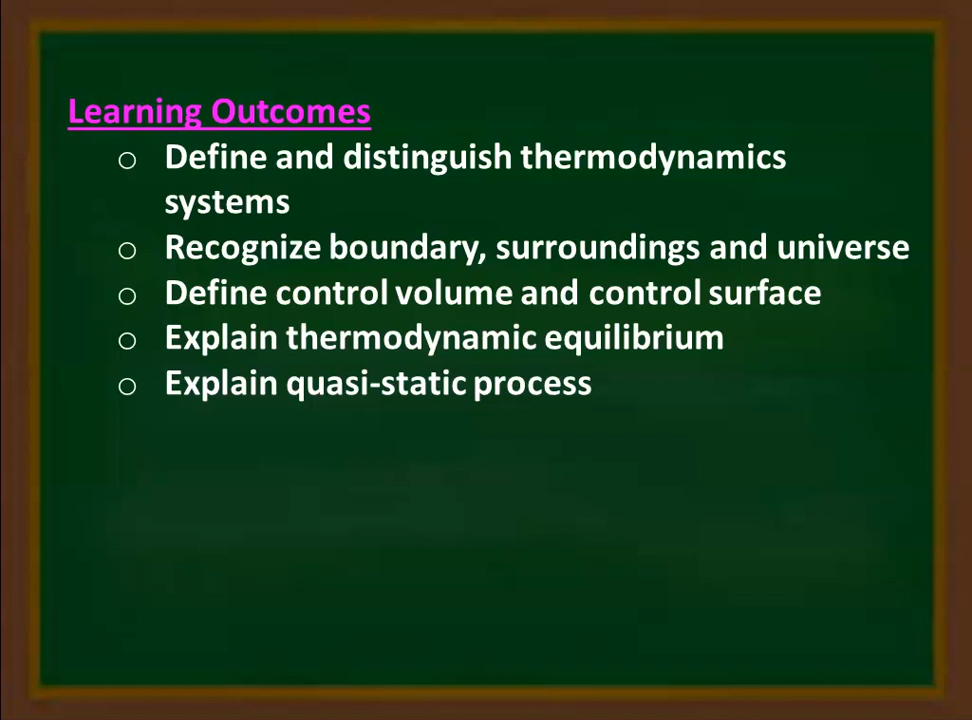 Learning Outcomes
○ Define and distinguish thermodynamics
systems
○ Recognize boundary, surroundings and universe
○ Define control volume and control surface
○ Explain thermodynamic equilibrium
○ Explain quasi-static process